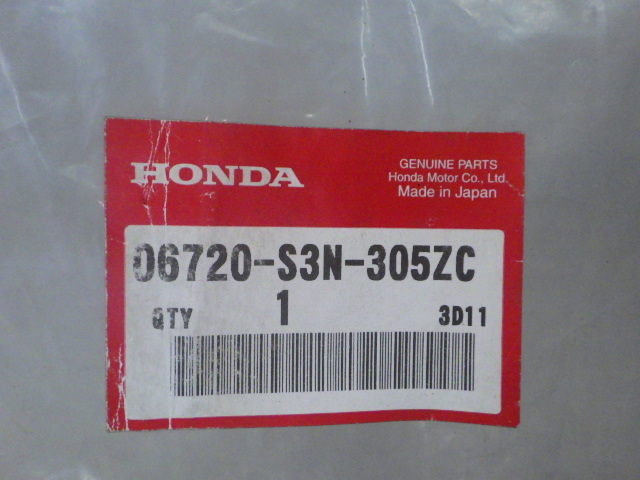 HONDA
GENUINE PARTS
Honda Motor Co., Ltd.
Made in Japan
06720-S3N-305ZC
QTY 1 3D11